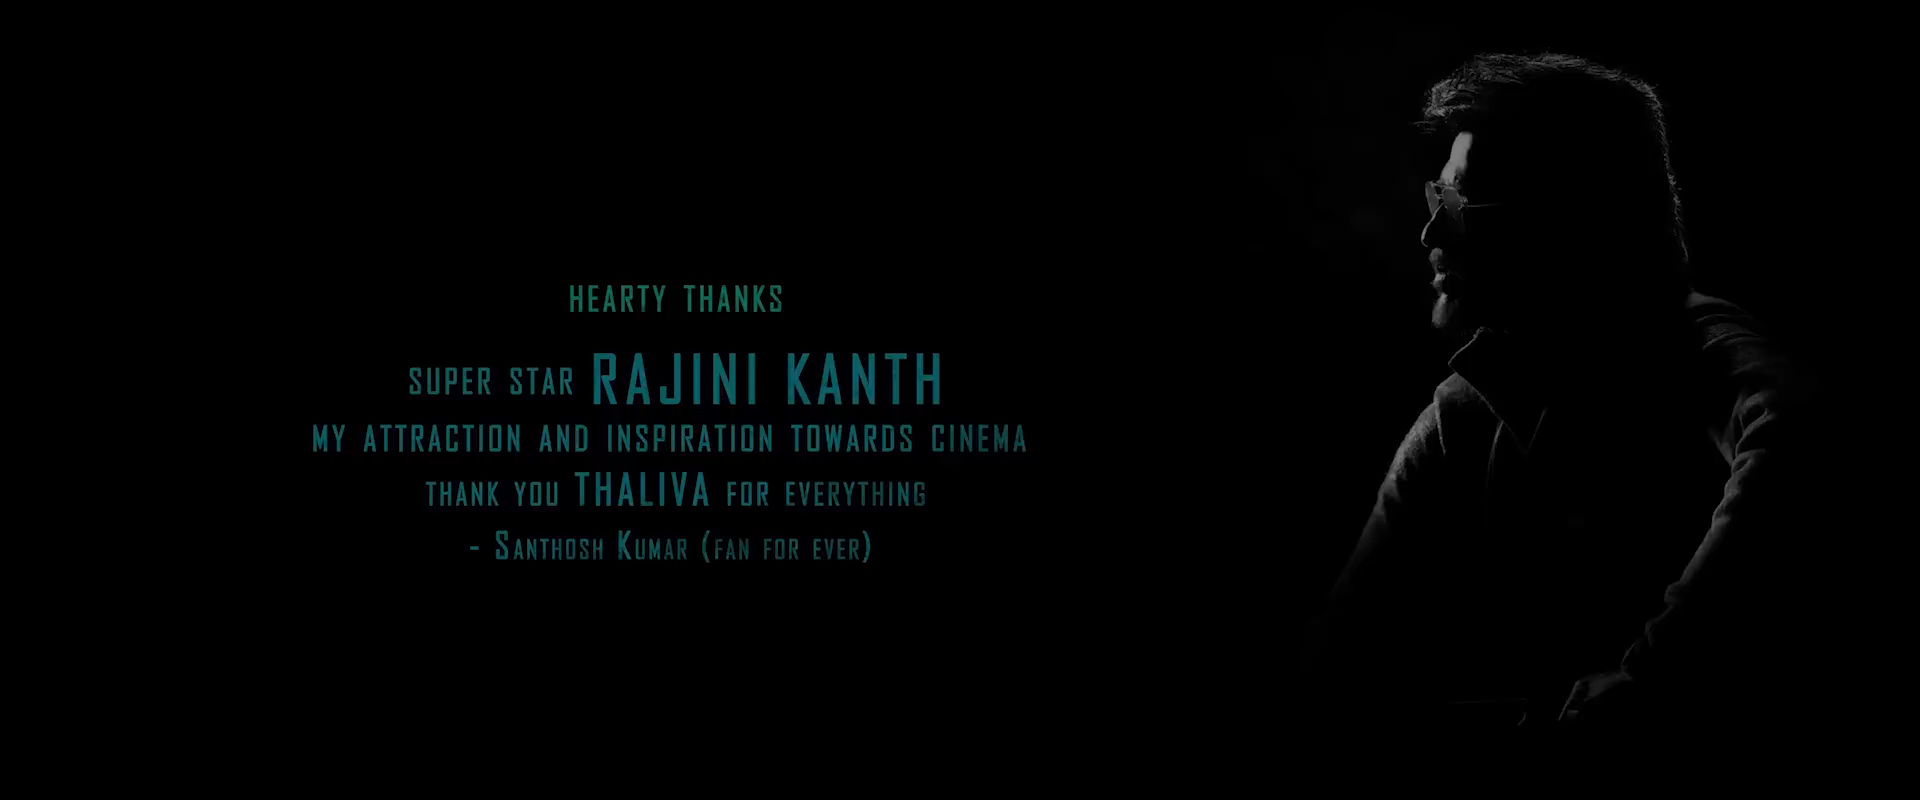 HEARTY THANKS
SUPER STAR RAJINI KANTH
MY ATTRACTION AND INSPIRATION TOWARDS CINEMA
THANK YOU THALIVA FOR EVERYTHING
- SANTHOSH KUMAR (FAN FOR EVER)